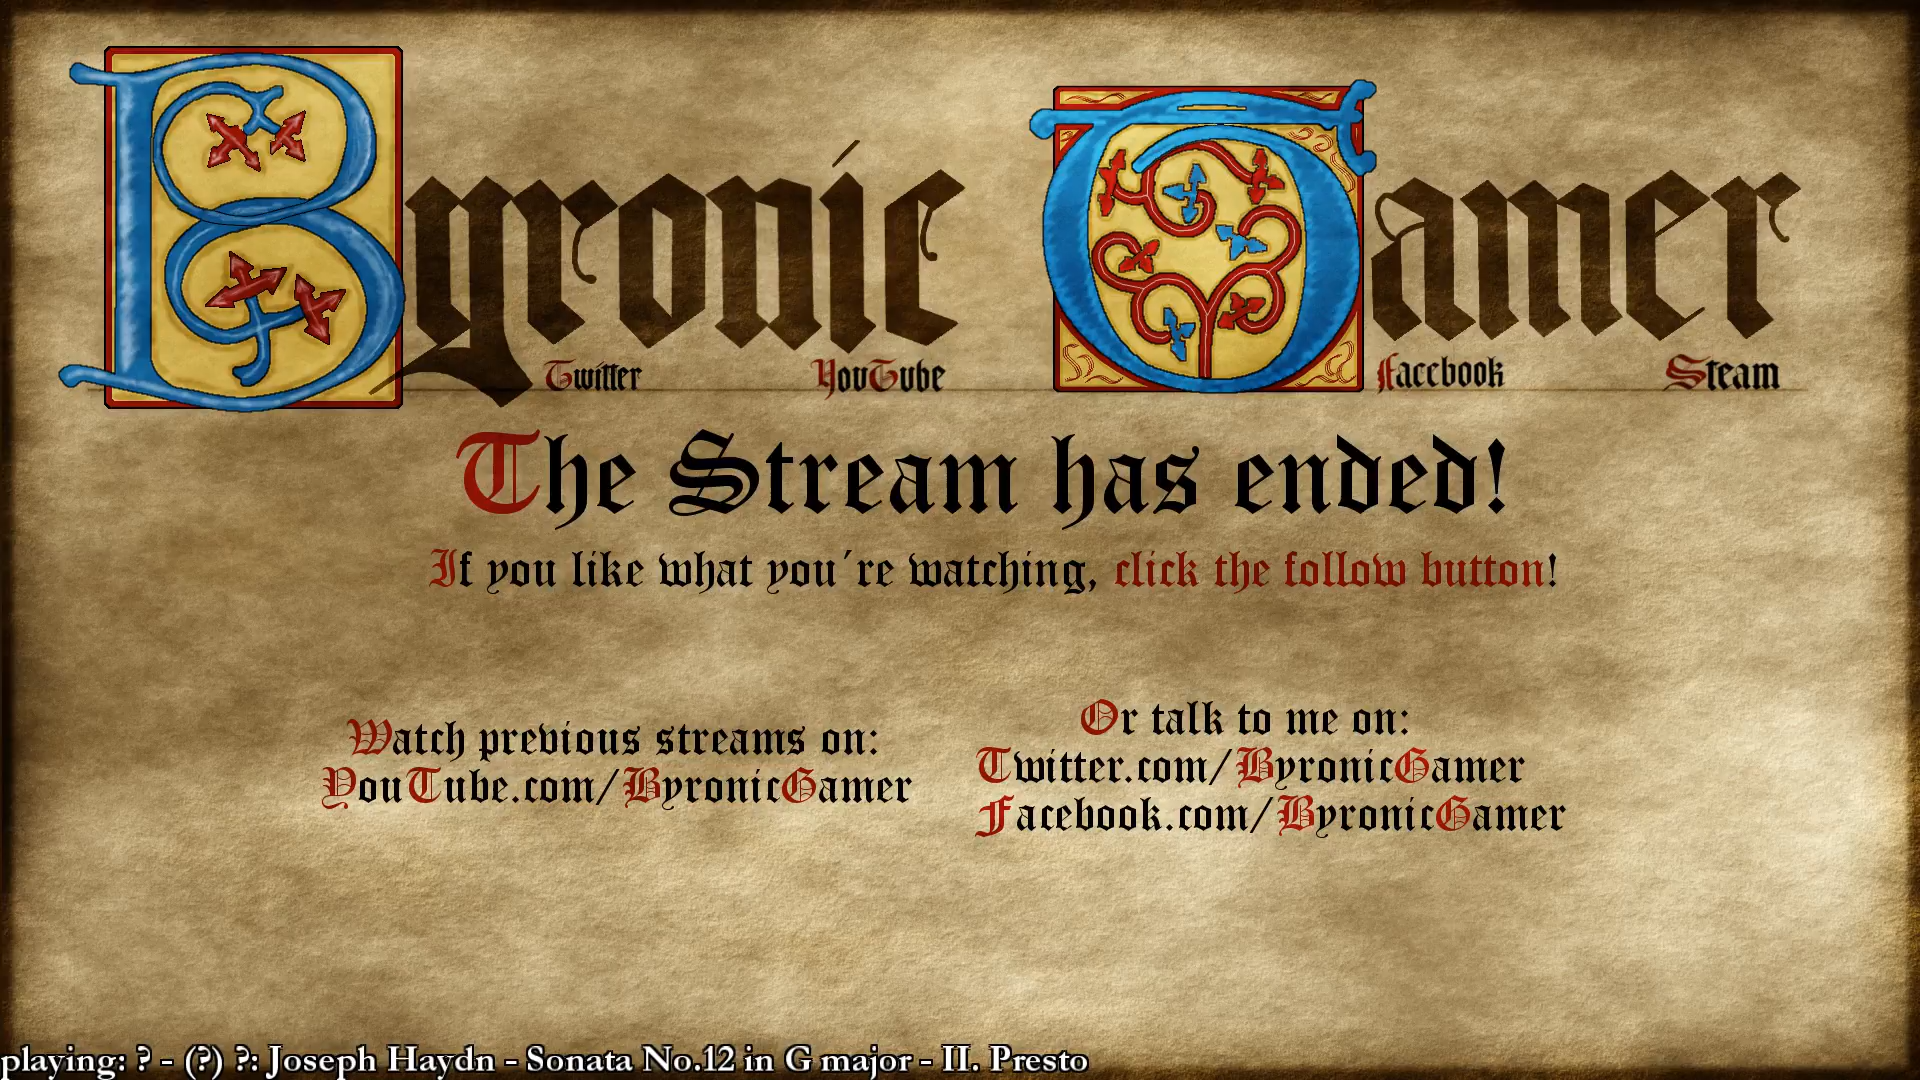 Byronic Gamer
Twitter YouTube Facebook Steam
The Stream has ended!
If you like what you´re watching, click the follow button!
Watch previous streams on:
YouTube.com/ByronicGamer
Or talk to me on:
Twitter.com/ByronicGamer
Facebook.com/ByronicGamer
playing: ? - (?) ?: Joseph Haydn - Sonata No.12 in G major - II. Presto